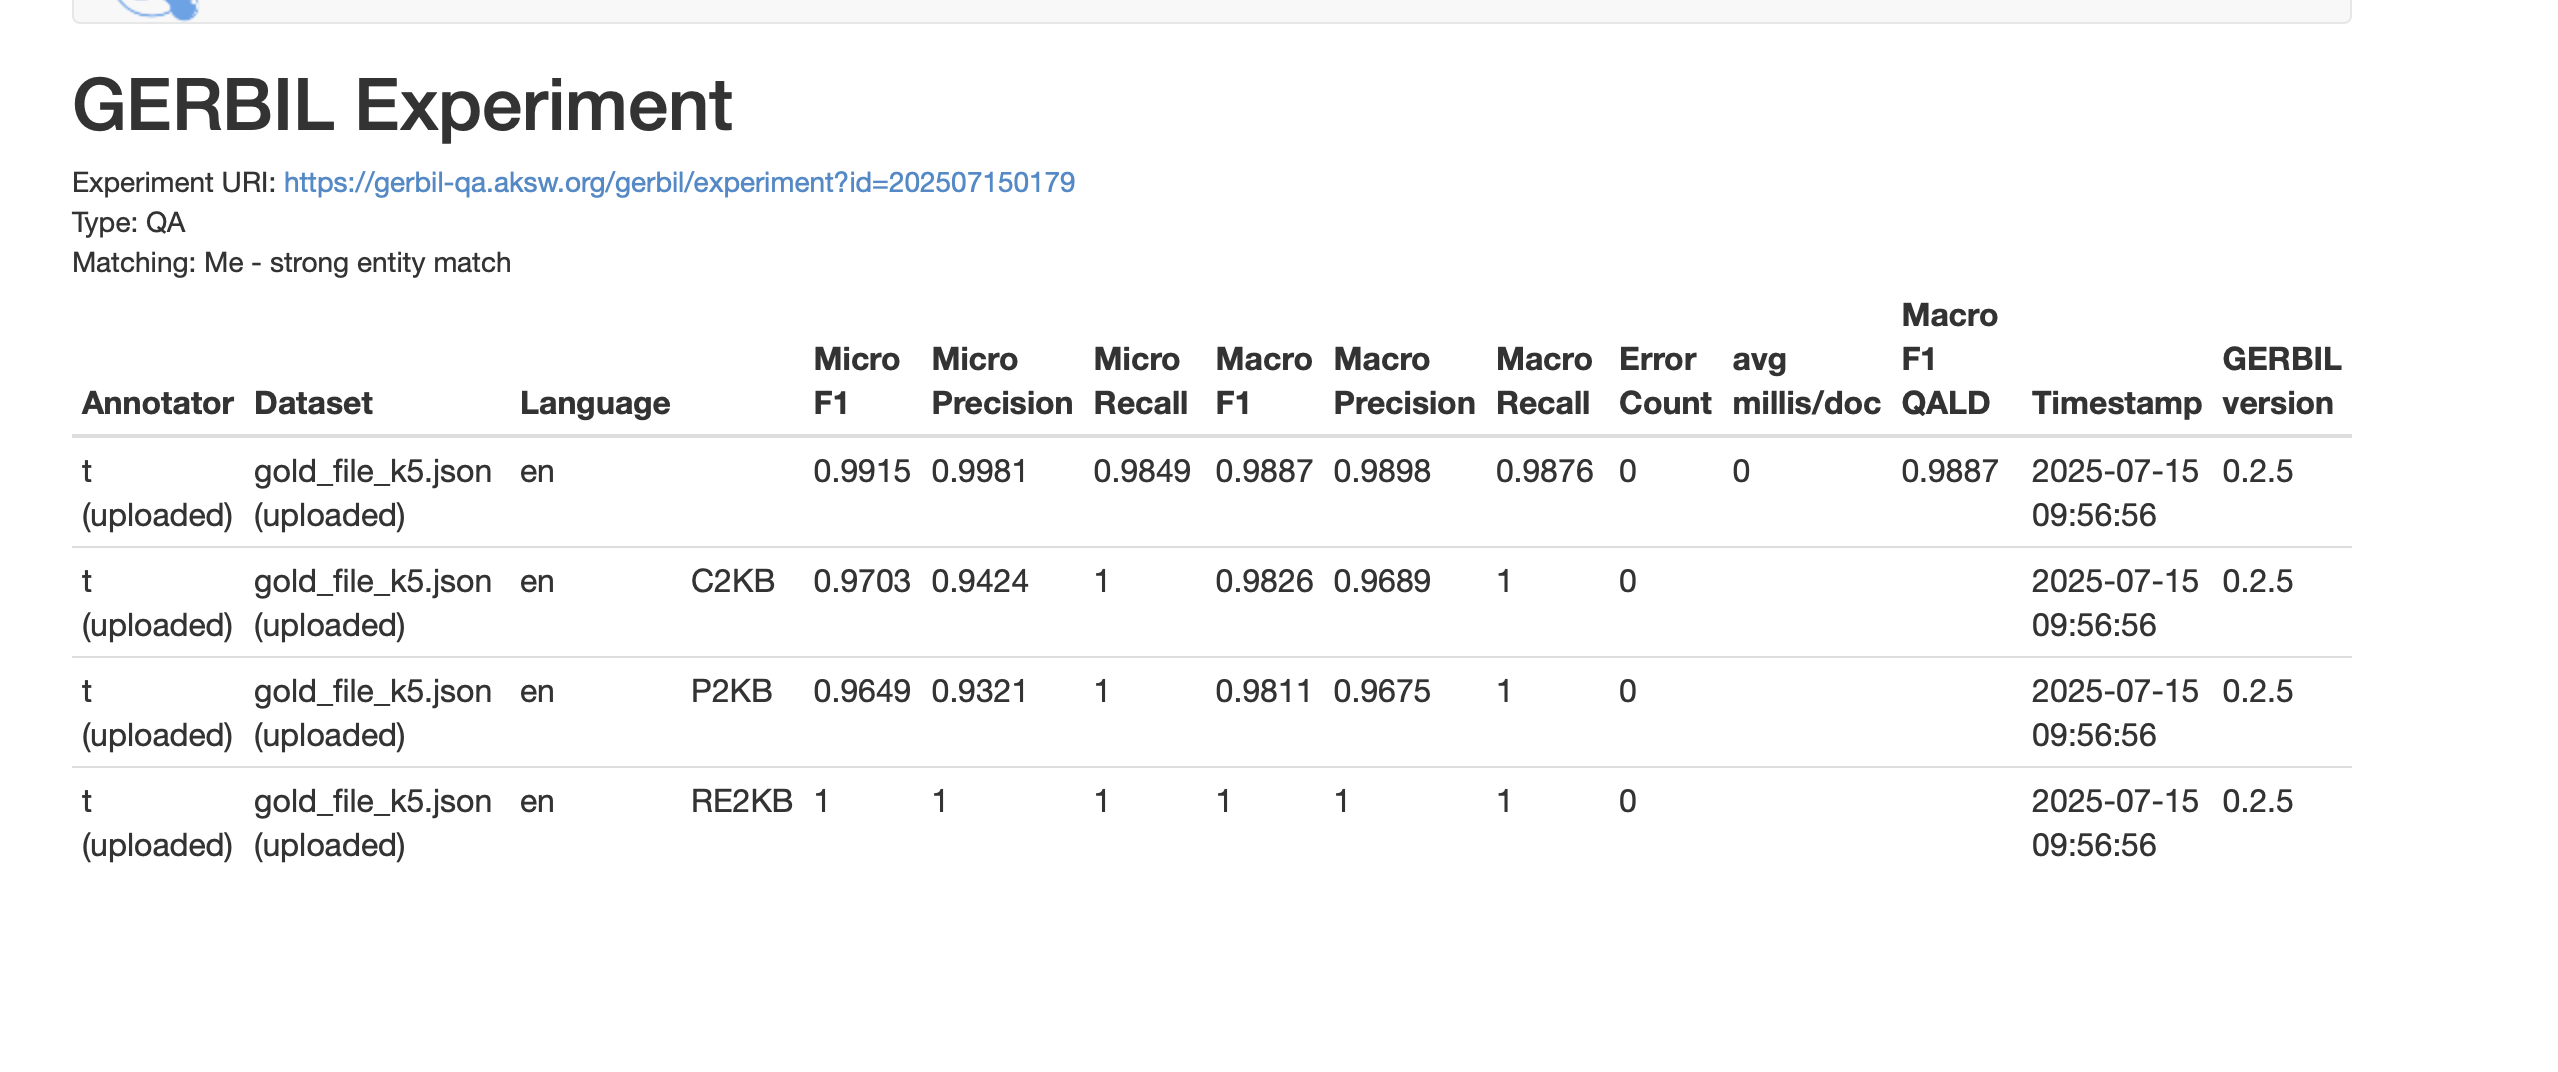 GERBIL Experiment
Experiment URI: https://gerbil-qa.aksw.org/gerbil/experiment?id=202507150179
Type: QA
Matching: Me - strong entity match
Annotator Dataset Language Micro F1 Micro Precision Micro Recall Macro F1 Macro Precision Macro Recall Error Count avg millis/doc Macro F1 QALD Timestamp GERBIL version
t (uploaded) gold_file_k5.json (uploaded) en 0.9915 0.9981 0.9849 0.9887 0.9898 0.9876 0 0 0.9887 2025-07-15 09:56:56 0.2.5
t (uploaded) gold_file_k5.json (uploaded) en C2KB 0.9703 0.9424 1 0.9826 0.9689 1 0 2025-07-15 09:56:56 0.2.5
t (uploaded) gold_file_k5.json (uploaded) en P2KB 0.9649 0.9321 1 0.9811 0.9675 1 0 2025-07-15 09:56:56 0.2.5
t (uploaded) gold_file_k5.json (uploaded) en RE2KB 1 1 1 1 1 1 0 2025-07-15 09:56:56 0.2.5